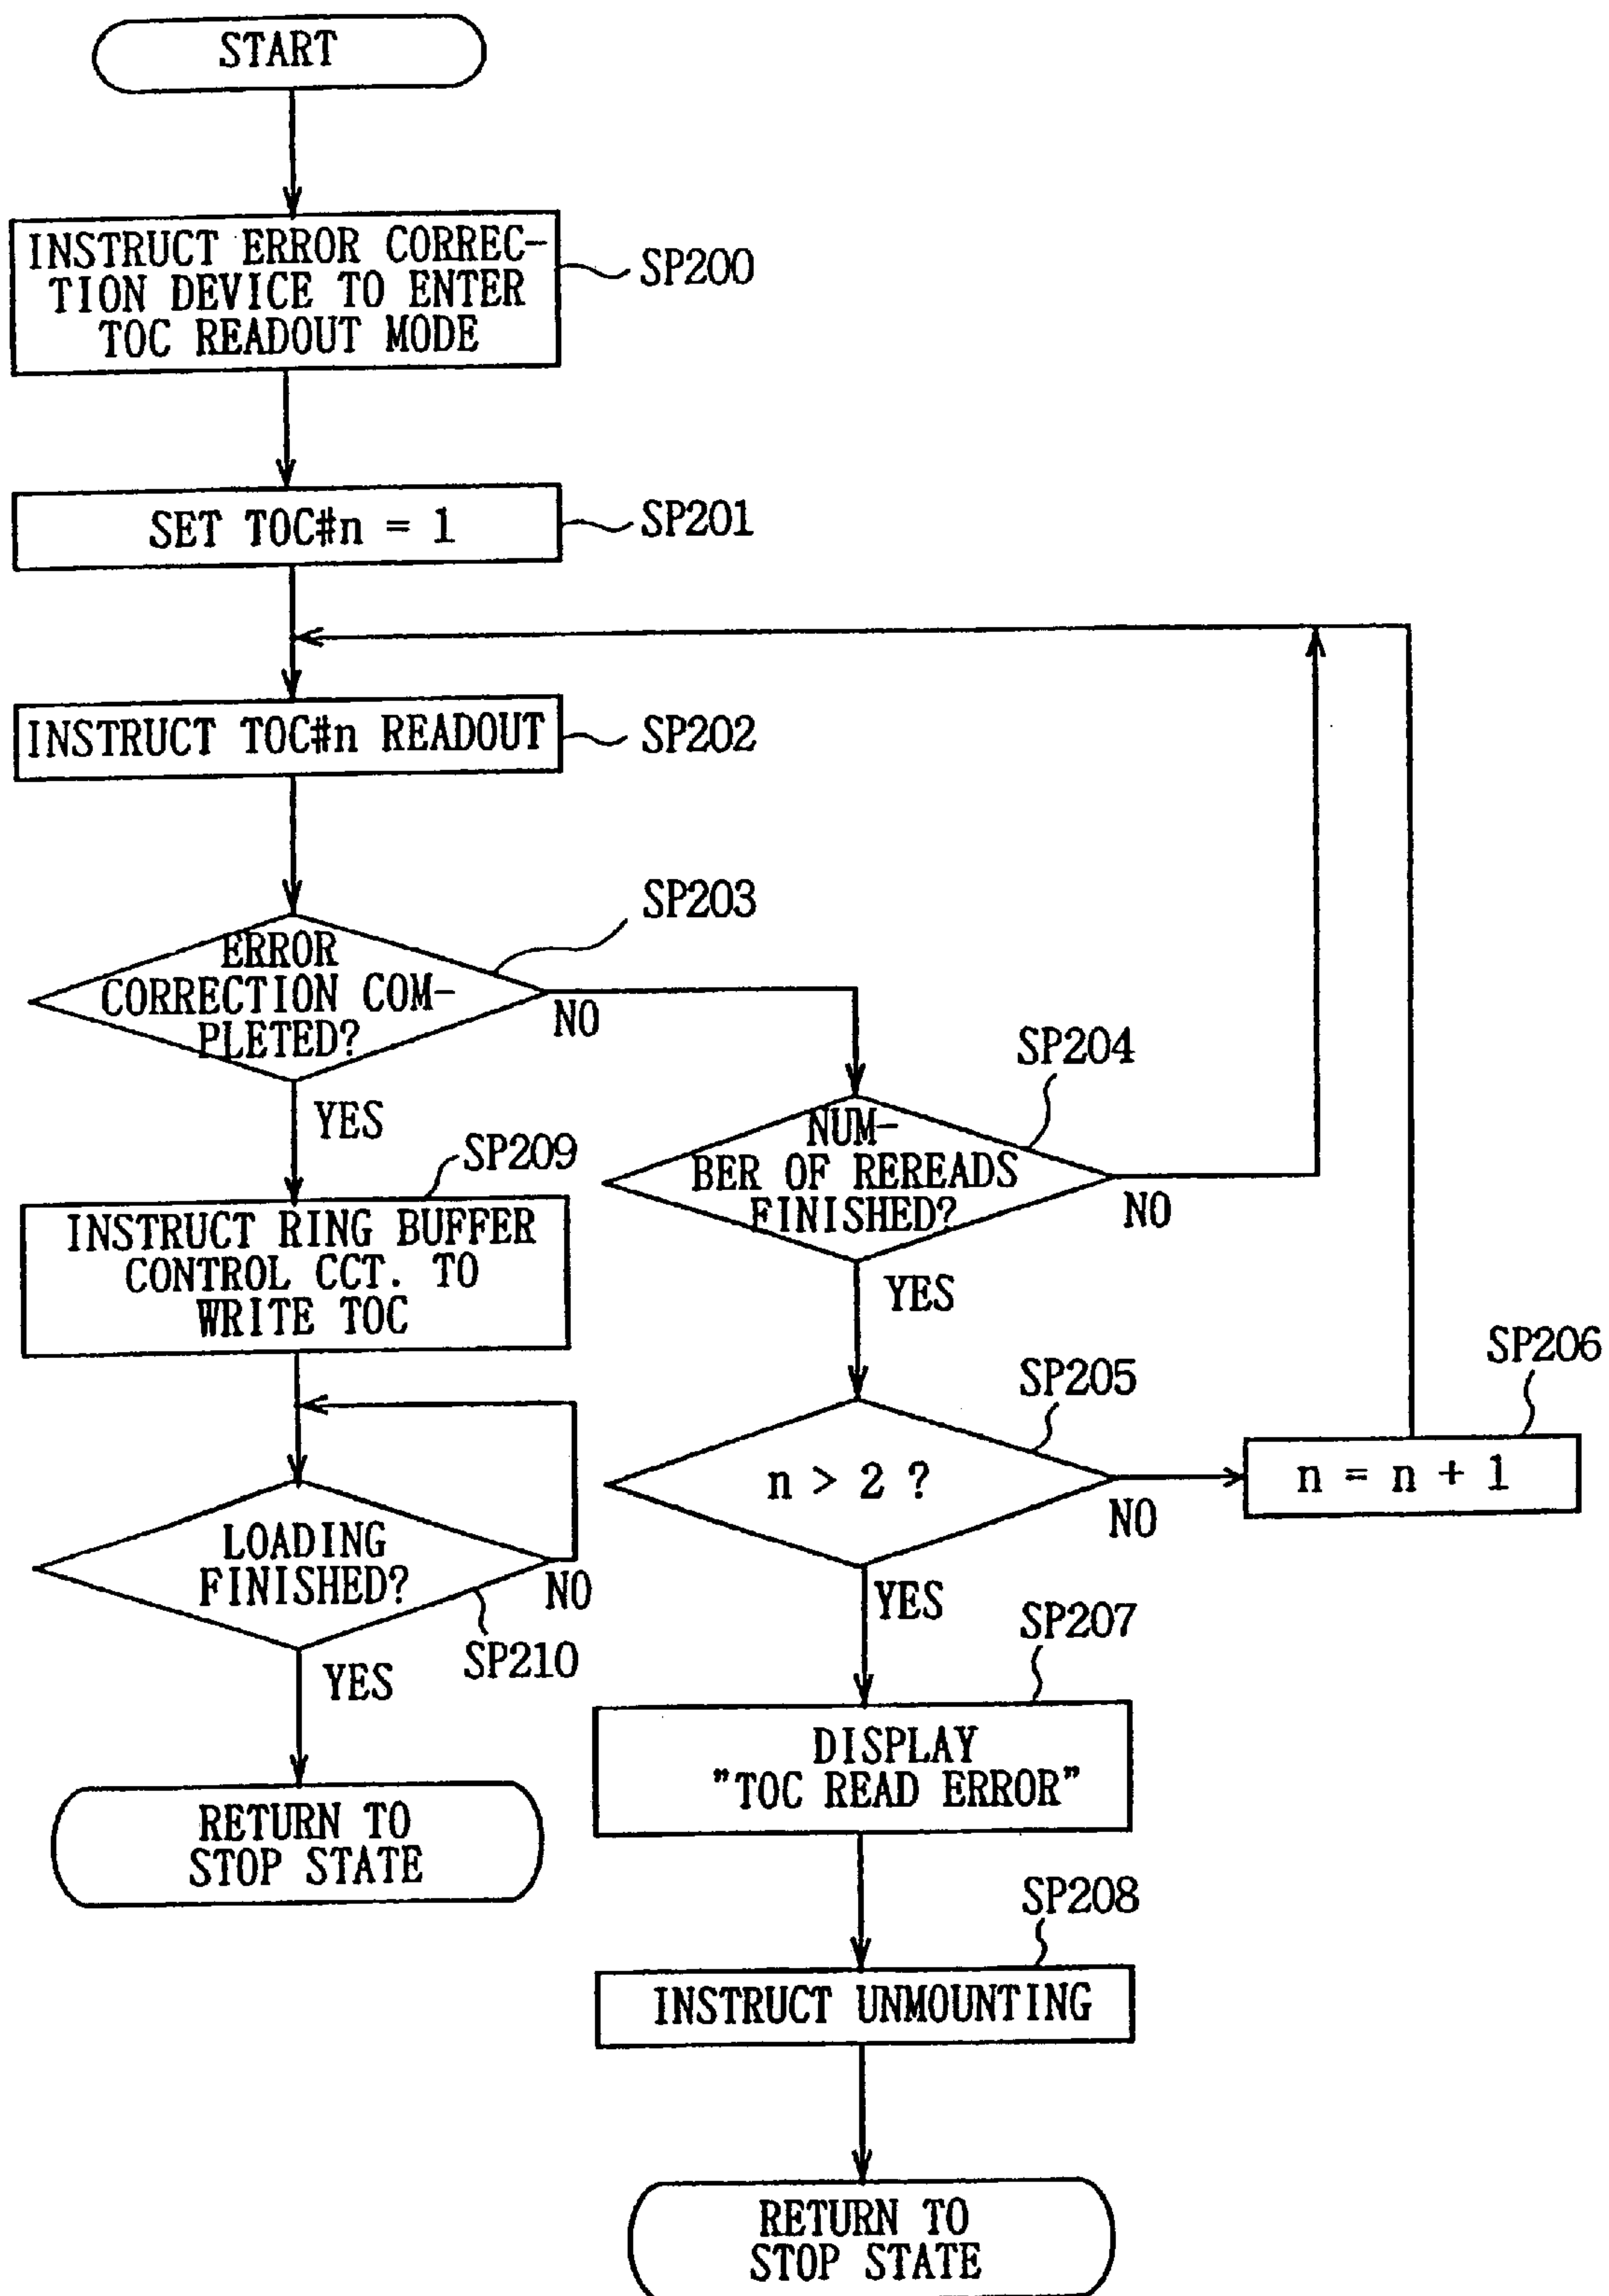 START
INSTRUCT ERROR CORREC-
TION DEVICE TO ENTER
TOC READOUT MODE
SP200
SET TOC#n = 1
SP201
INSTRUCT TOC#n READOUT
SP202
SP203
ERROR
CORRECTION COM-
PLETED?
NO
YES
SP204
NUM-
BER OF REREADS
FINISHED?
NO
YES
SP209
INSTRUCT RING BUFFER
CONTROL CCT. TO
WRITE TOC
SP205
n > 2 ?
NO
YES
SP206
n = n + 1
LOADING
FINISHED?
NO
SP210
YES
SP207
DISPLAY
"TOC READ ERROR"
RETURN TO
STOP STATE
SP208
INSTRUCT UNMOUNTING
RETURN TO
STOP STATE